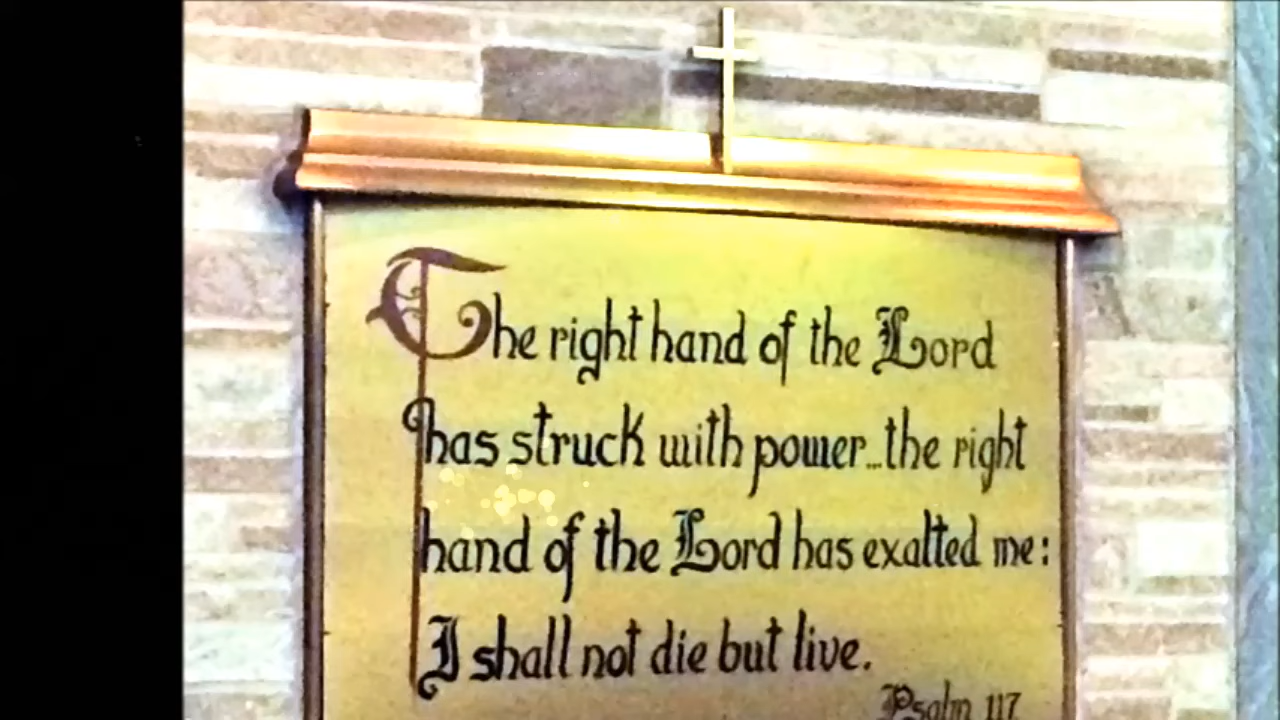 The right hand of the Lord
has struck with power...the right
hand of the Lord has exalted me:
I shall not die but live.
Psalm 117